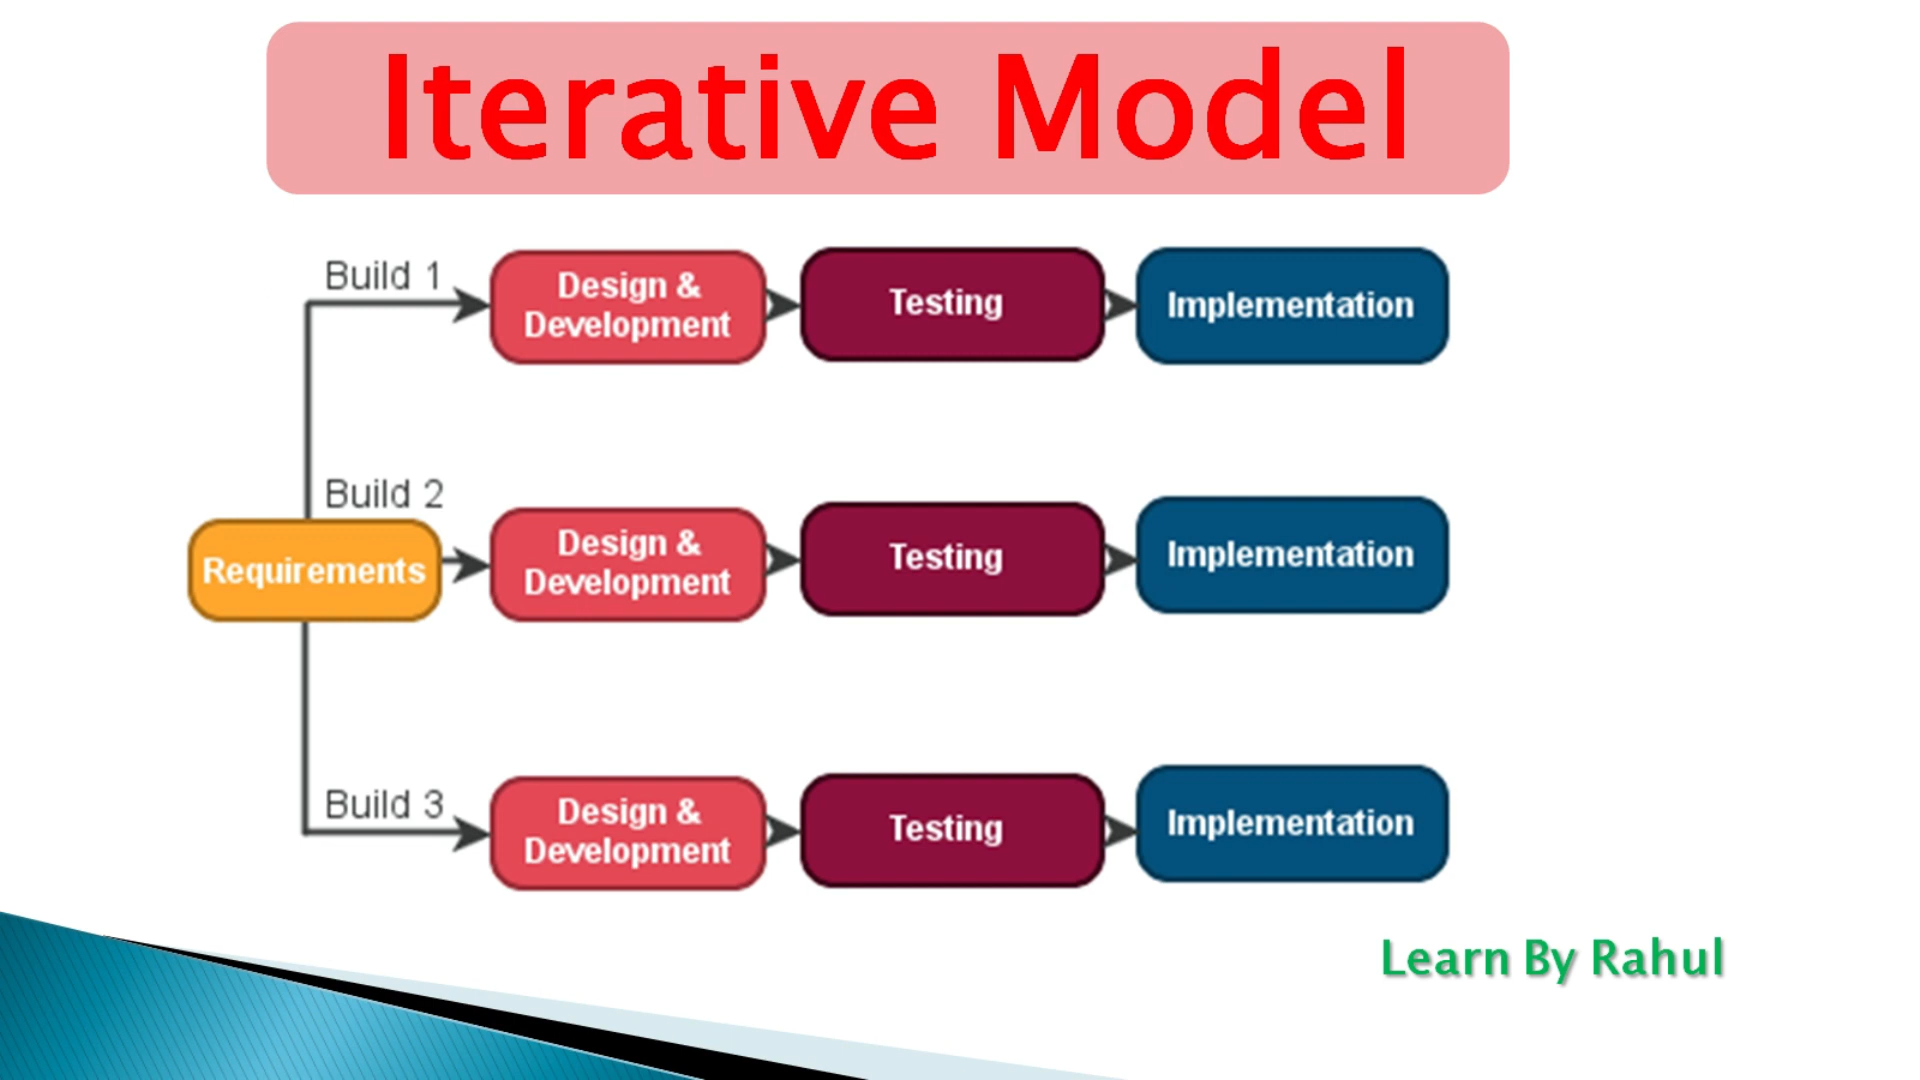 Iterative Model
Build 1
Design &
Development
Testing
Implementation
Build 2
Requirements
Design &
Development
Testing
Implementation
Build 3
Design &
Development
Testing
Implementation
Learn By Rahul